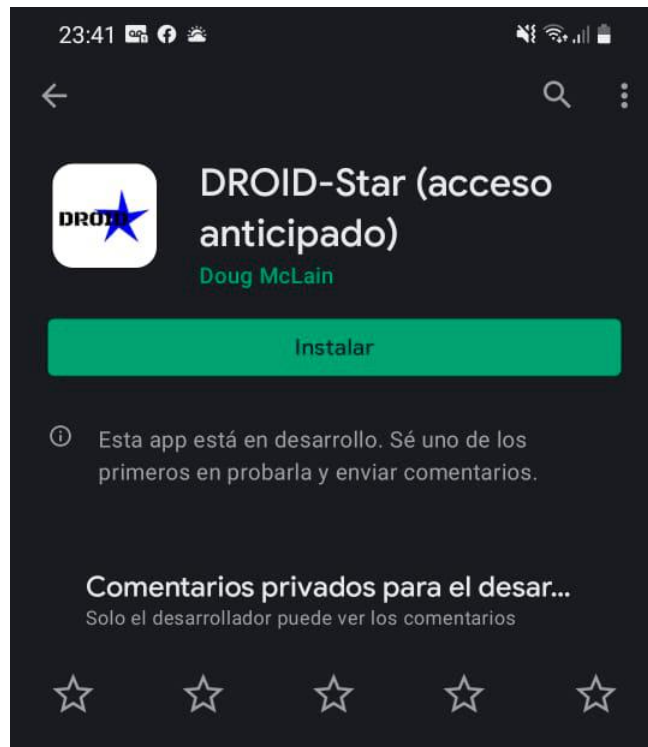 23:41
DROID-Star (acceso
anticipado)
DROID
Doug McLain
Instalar
Esta app está en desarrollo. Sé uno de los
primeros en probarla y enviar comentarios.
Comentarios privados para el desar...
Solo el desarrollador puede ver los comentarios